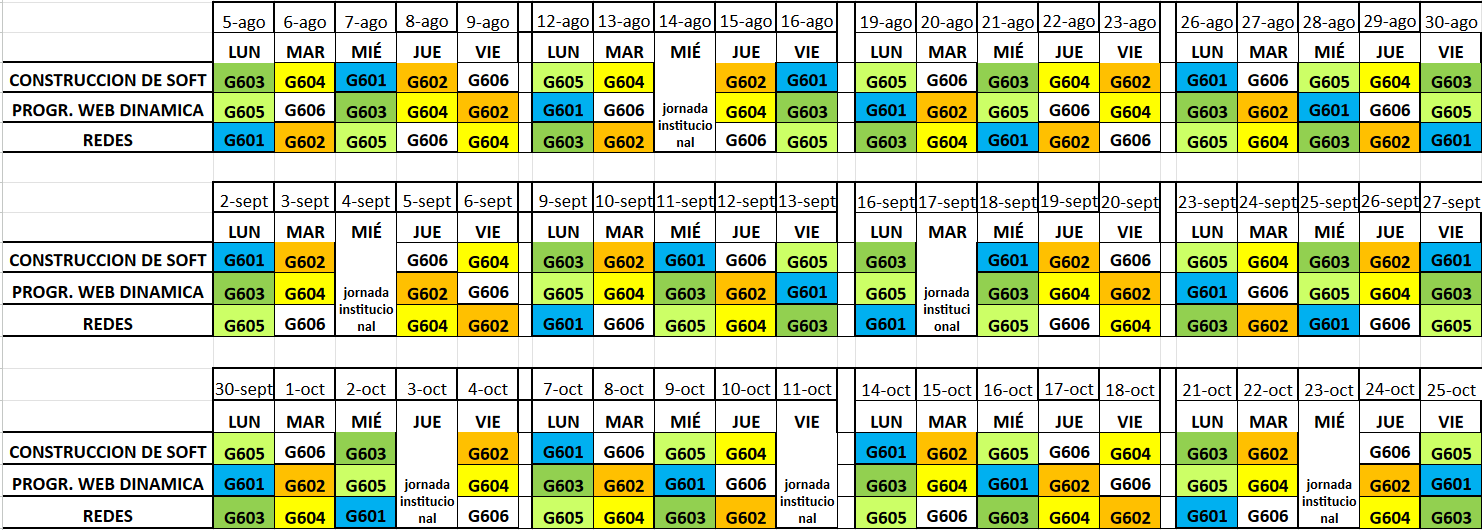 5-ago 6-ago 7-ago 8-ago 9-ago 12-ago 13-ago 14-ago 15-ago 16-ago 19-ago 20-ago 21-ago 22-ago 23-ago 26-ago 27-ago 28-ago 29-ago 30-ago
LUN MAR MIÉ JUE VIE LUN MAR MIÉ JUE VIE LUN MAR MIÉ JUE VIE LUN MAR MIÉ JUE VIE
CONSTRUCCION DE SOFT G603 G604 G601 G602 G606 G605 G604 G602 G601 G605 G606 G603 G604 G602 G601 G606 G605 G604 G603
PROGR. WEB DINAMICA G605 G606 G603 G604 G602 G601 G606 jornada institucio nal G604 G603 G601 G602 G605 G606 G604 G603 G602 G601 G606 G605
REDES G601 G602 G605 G606 G604 G603 G602 G606 G605 G603 G604 G601 G602 G606 G605 G604 G603 G602 G601
2-sept 3-sept 4-sept 5-sept 6-sept 9-sept 10-sept 11-sept 12-sept 13-sept 16-sept 17-sept 18-sept 19-sept 20-sept 23-sept 24-sept 25-sept 26-sept 27-sept
LUN MAR MIÉ JUE VIE LUN MAR MIÉ JUE VIE LUN MAR MIÉ JUE VIE LUN MAR MIÉ JUE VIE
CONSTRUCCION DE SOFT G601 G602 G606 G604 G603 G602 G601 G606 G605 G603 G601 G602 G606 G605 G604 G603 G602 G601
PROGR. WEB DINAMICA G603 G604 jornada institucio nal G602 G606 G605 G604 G603 G602 G601 G605 jornada instituci onal G603 G604 G602 G601 G606 G605 G604 G603
REDES G605 G606 G604 G602 G601 G606 G605 G604 G603 G601 G605 G606 G604 G603 G602 G601 G606 G605
30-sept 1-oct 2-oct 3-oct 4-oct 7-oct 8-oct 9-oct 10-oct 11-oct 14-oct 15-oct 16-oct 17-oct 18-oct 21-oct 22-oct 23-oct 24-oct 25-oct
LUN MAR MIÉ JUE VIE LUN MAR MIÉ JUE VIE LUN MAR MIÉ JUE VIE LUN MAR MIÉ JUE VIE
CONSTRUCCION DE SOFT G605 G606 G603 G602 G601 G606 G605 G604 G601 G602 G605 G606 G604 G603 G602 G606 G605
PROGR. WEB DINAMICA G601 G602 G605 jornada institucio nal G604 G603 G602 G601 G606 jornada institucio nal G603 G604 G601 G602 G606 G605 G604 jornada institucio nal G602 G601
REDES G603 G604 G601 G606 G605 G604 G603 G602 G605 G606 G603 G604 G602 G601 G606 G604 G603